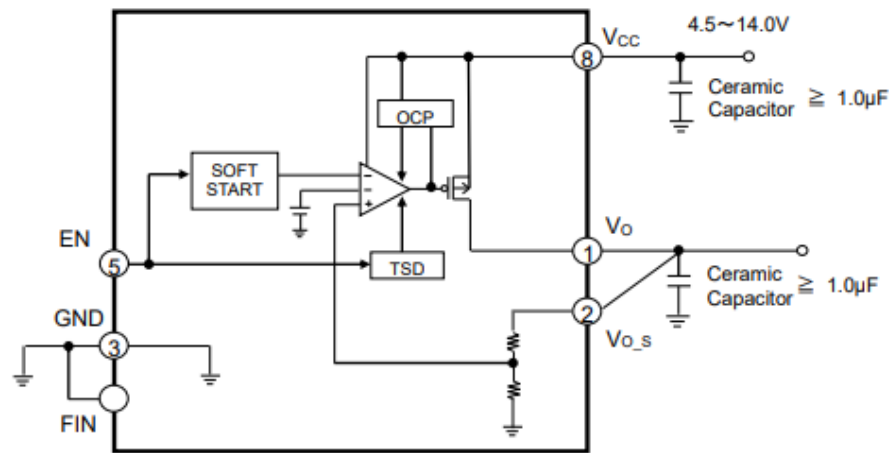 VCC
4.5～14.0V
8
Ceramic
Capacitor ≧ 1.0µF
OCP
SOFT
START
−
−
+
EN
5
TSD
VO
1
Ceramic
Capacitor ≧ 1.0µF
2
VO_S
GND
3
FIN